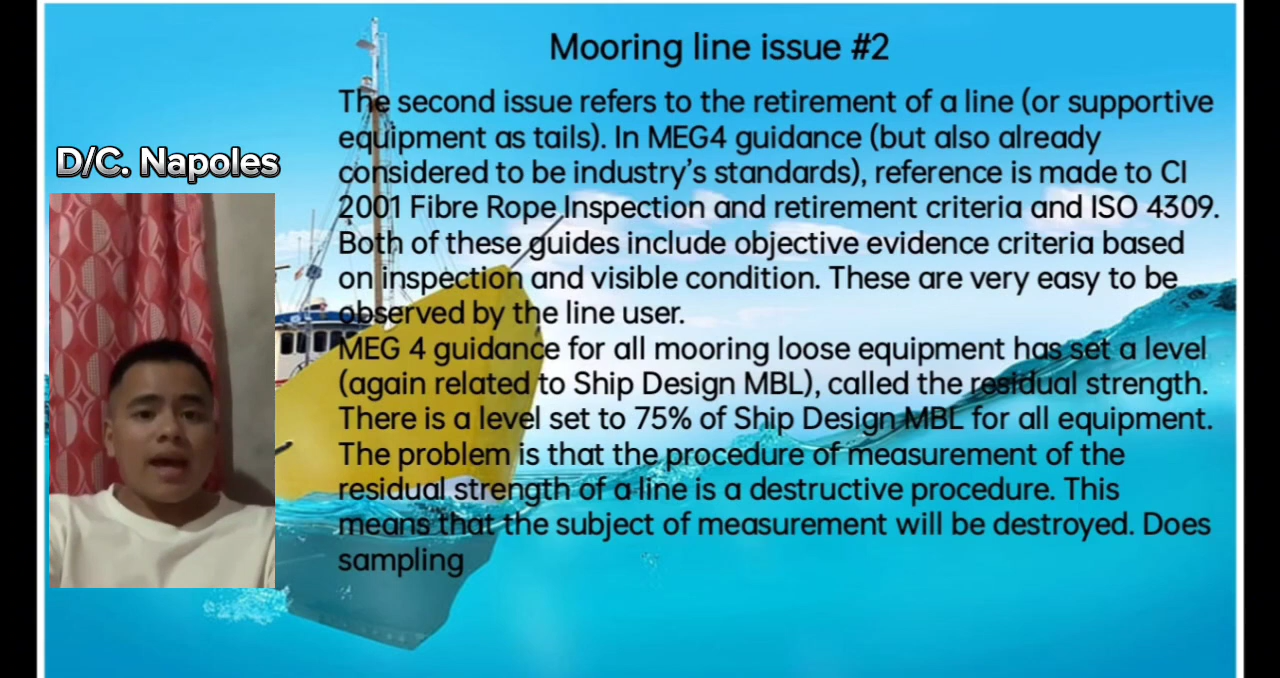 Mooring line issue #2
The second issue refers to the retirement of a line (or supportive
equipment as tails). In MEG4 guidance (but also already
considered to be industry's standards), reference is made to CI
2001 Fibre Rope Inspection and retirement criteria and ISO 4309.
Both of these guides include objective evidence criteria based
on inspection and visible condition. These are very easy to be
observed by the line user.
MEG 4 guidance for all mooring loose equipment has set a level
(again related to Ship Design MBL), called the residual strength.
There is a level set to 75% of Ship Design MBL for all equipment.
The problem is that the procedure of measurement of the
residual strength of a line is a destructive procedure. This
means that the subject of measurement will be destroyed. Does
sampling
D/C. Napoles